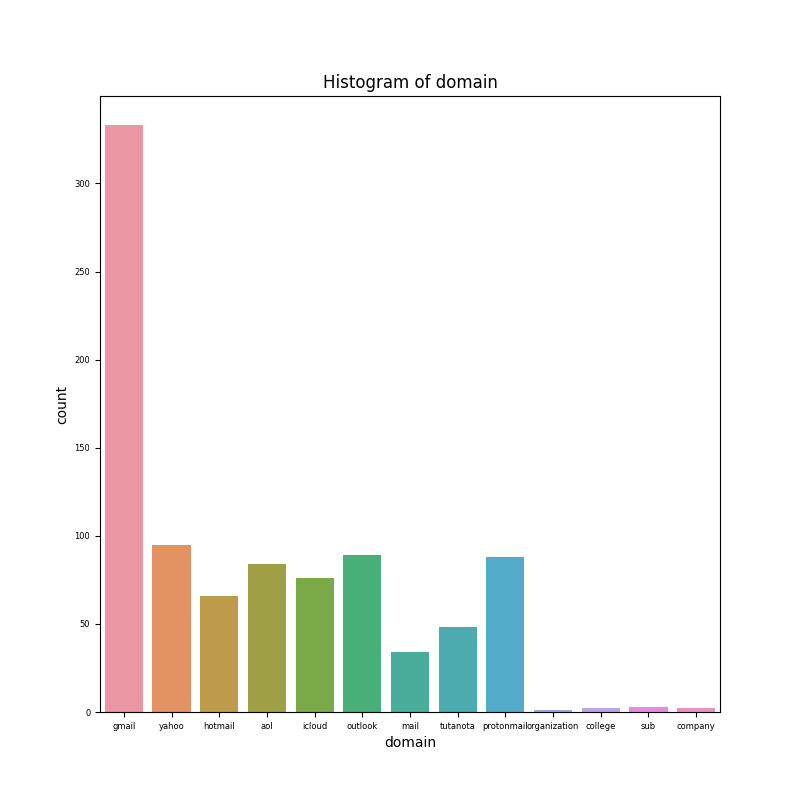 Histogram of domain
count
300
250
200
150
100
50
0
gmail yahoo hotmail aol icloud outlook mail tutanota protonmail organization college sub company
domain